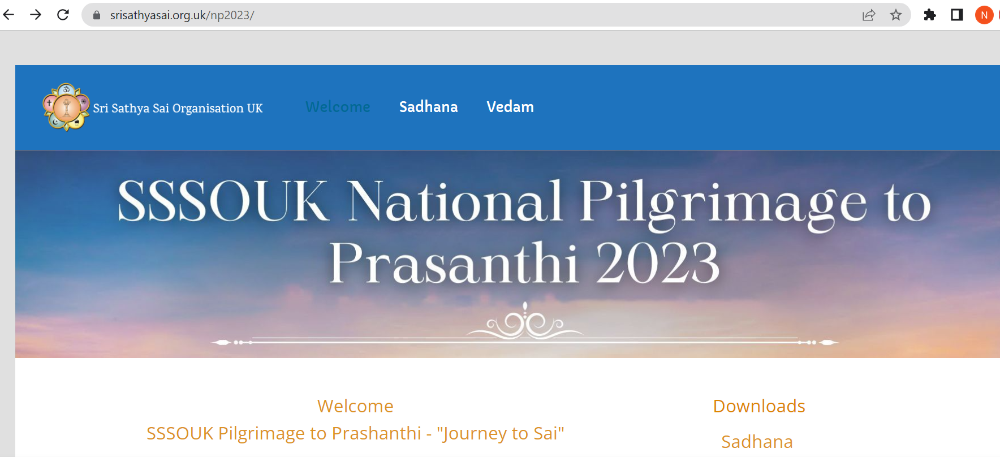 srisathyasai.org.uk/np2023/
N
Sri Sathya Sai Organisation UK
Welcome
Sadhana
Vedam
SSSOUK National Pilgrimage to
Prasanthi 2023
Welcome
SSSOUK Pilgrimage to Prashanthi - "Journey to Sai"
Downloads
Sadhana